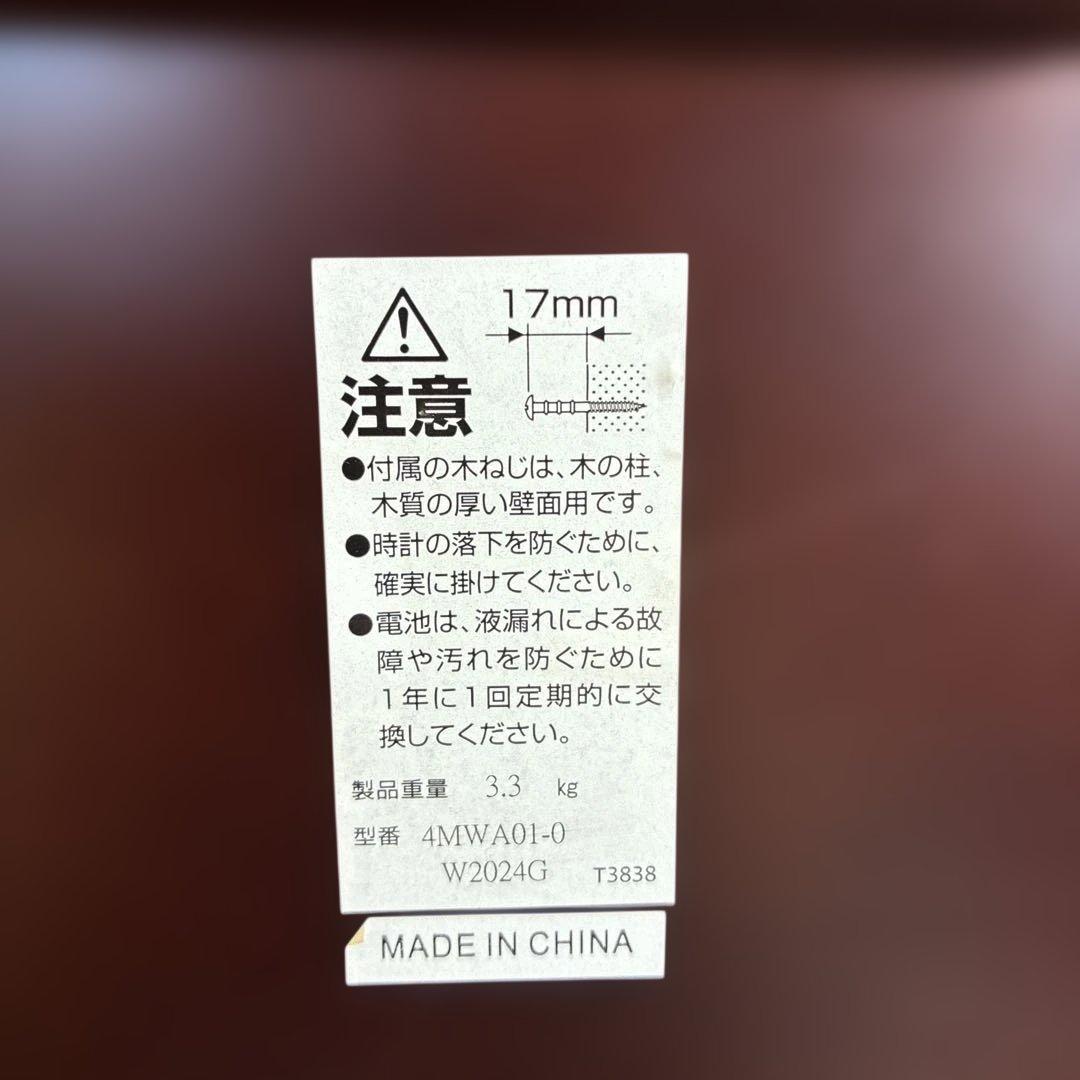 17mm
注意
●付属の木ねじは、木の柱、
木質の厚い壁面用です。
●時計の落下を防ぐために、
確実に掛けてください。
●電池は、液漏れによる故
障や汚れを防ぐために
1年に1回定期的に交
換してください。
製品重量 3.3 kg
型番 4MWA01-0
W2024G T3838
MADE IN CHINA